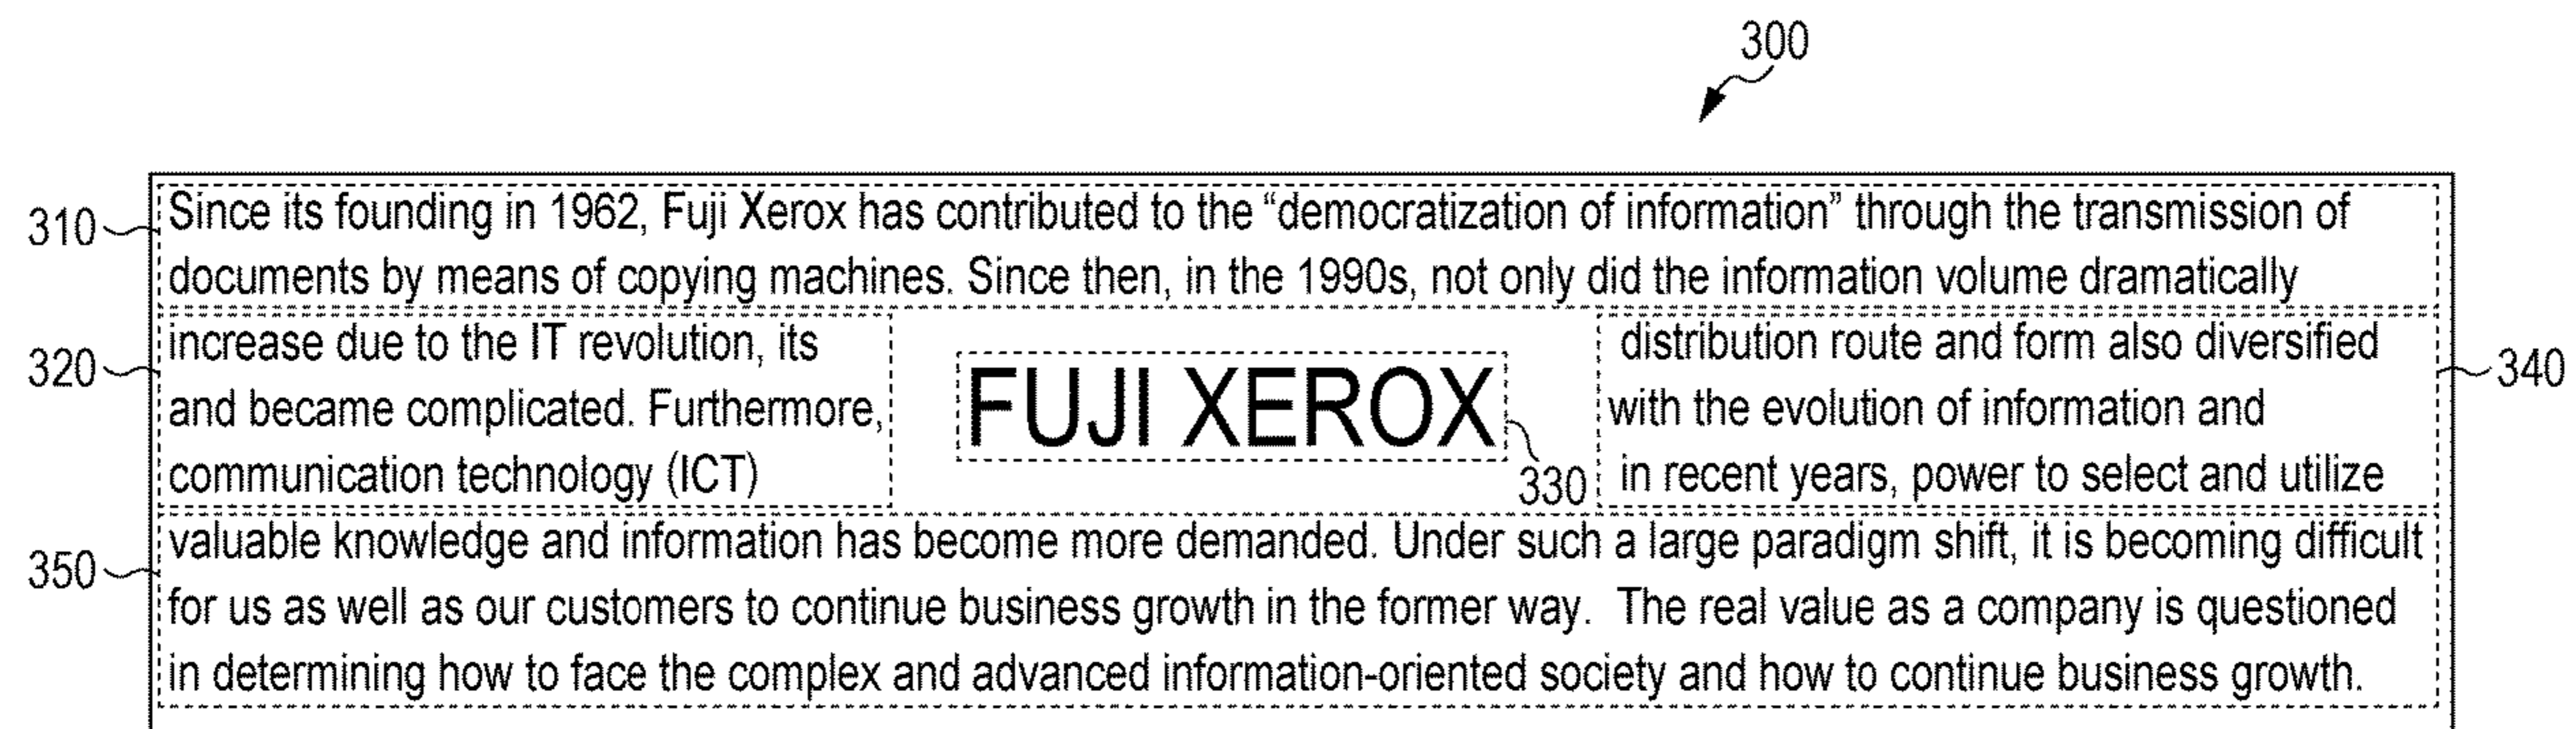 300
310
Since its founding in 1962, Fuji Xerox has contributed to the “democratization of information” through the transmission of
documents by means of copying machines. Since then, in the 1990s, not only did the information volume dramatically
320
increase due to the IT revolution, its
and became complicated. Furthermore,
communication technology (ICT)
FUJI XEROX
330
distribution route and form also diversified
with the evolution of information and
in recent years, power to select and utilize
340
350
valuable knowledge and information has become more demanded. Under such a large paradigm shift, it is becoming difficult
for us as well as our customers to continue business growth in the former way. The real value as a company is questioned
in determining how to face the complex and advanced information-oriented society and how to continue business growth.